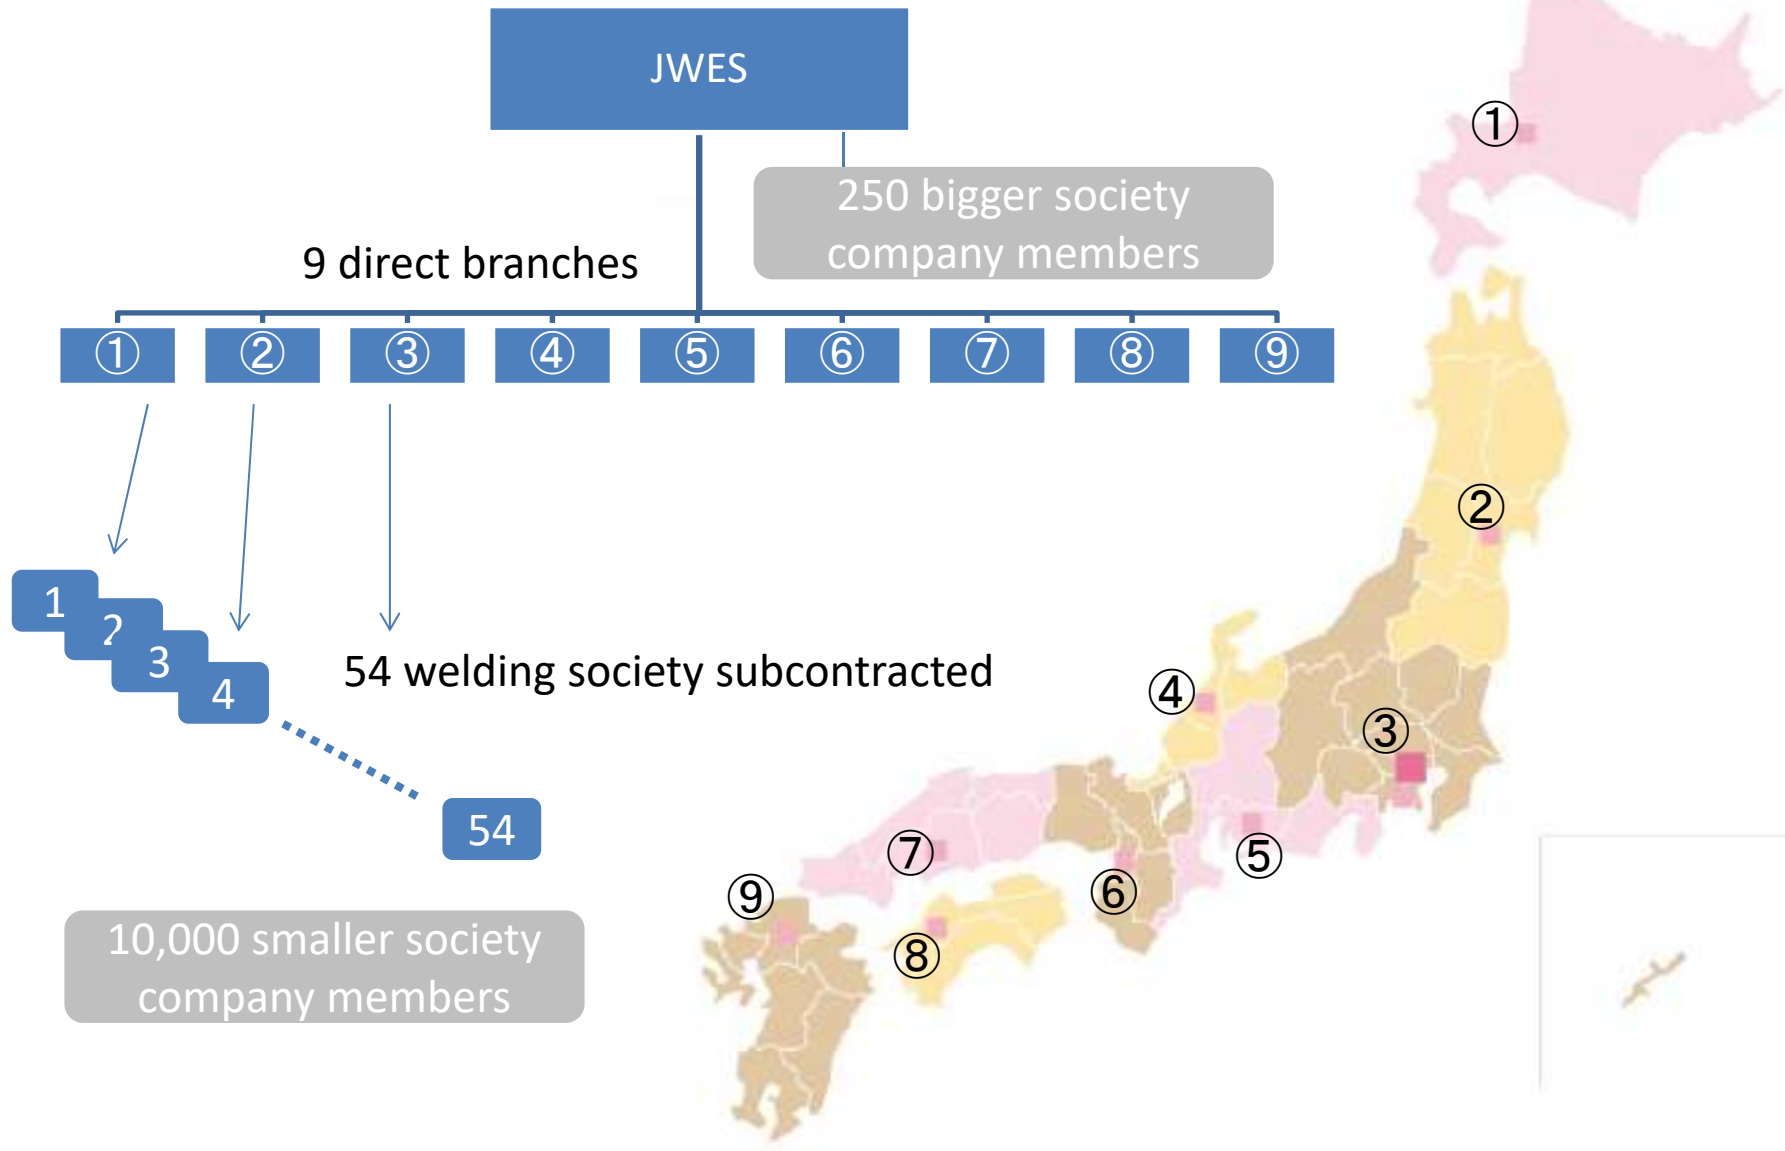 JWES
250 bigger society
company members
9 direct branches
① ② ③ ④ ⑤ ⑥ ⑦ ⑧ ⑨
1
2
3
4
54 welding society subcontracted
54
10,000 smaller society
company members
①
②
③
④
⑤
⑥
⑦
⑧
⑨